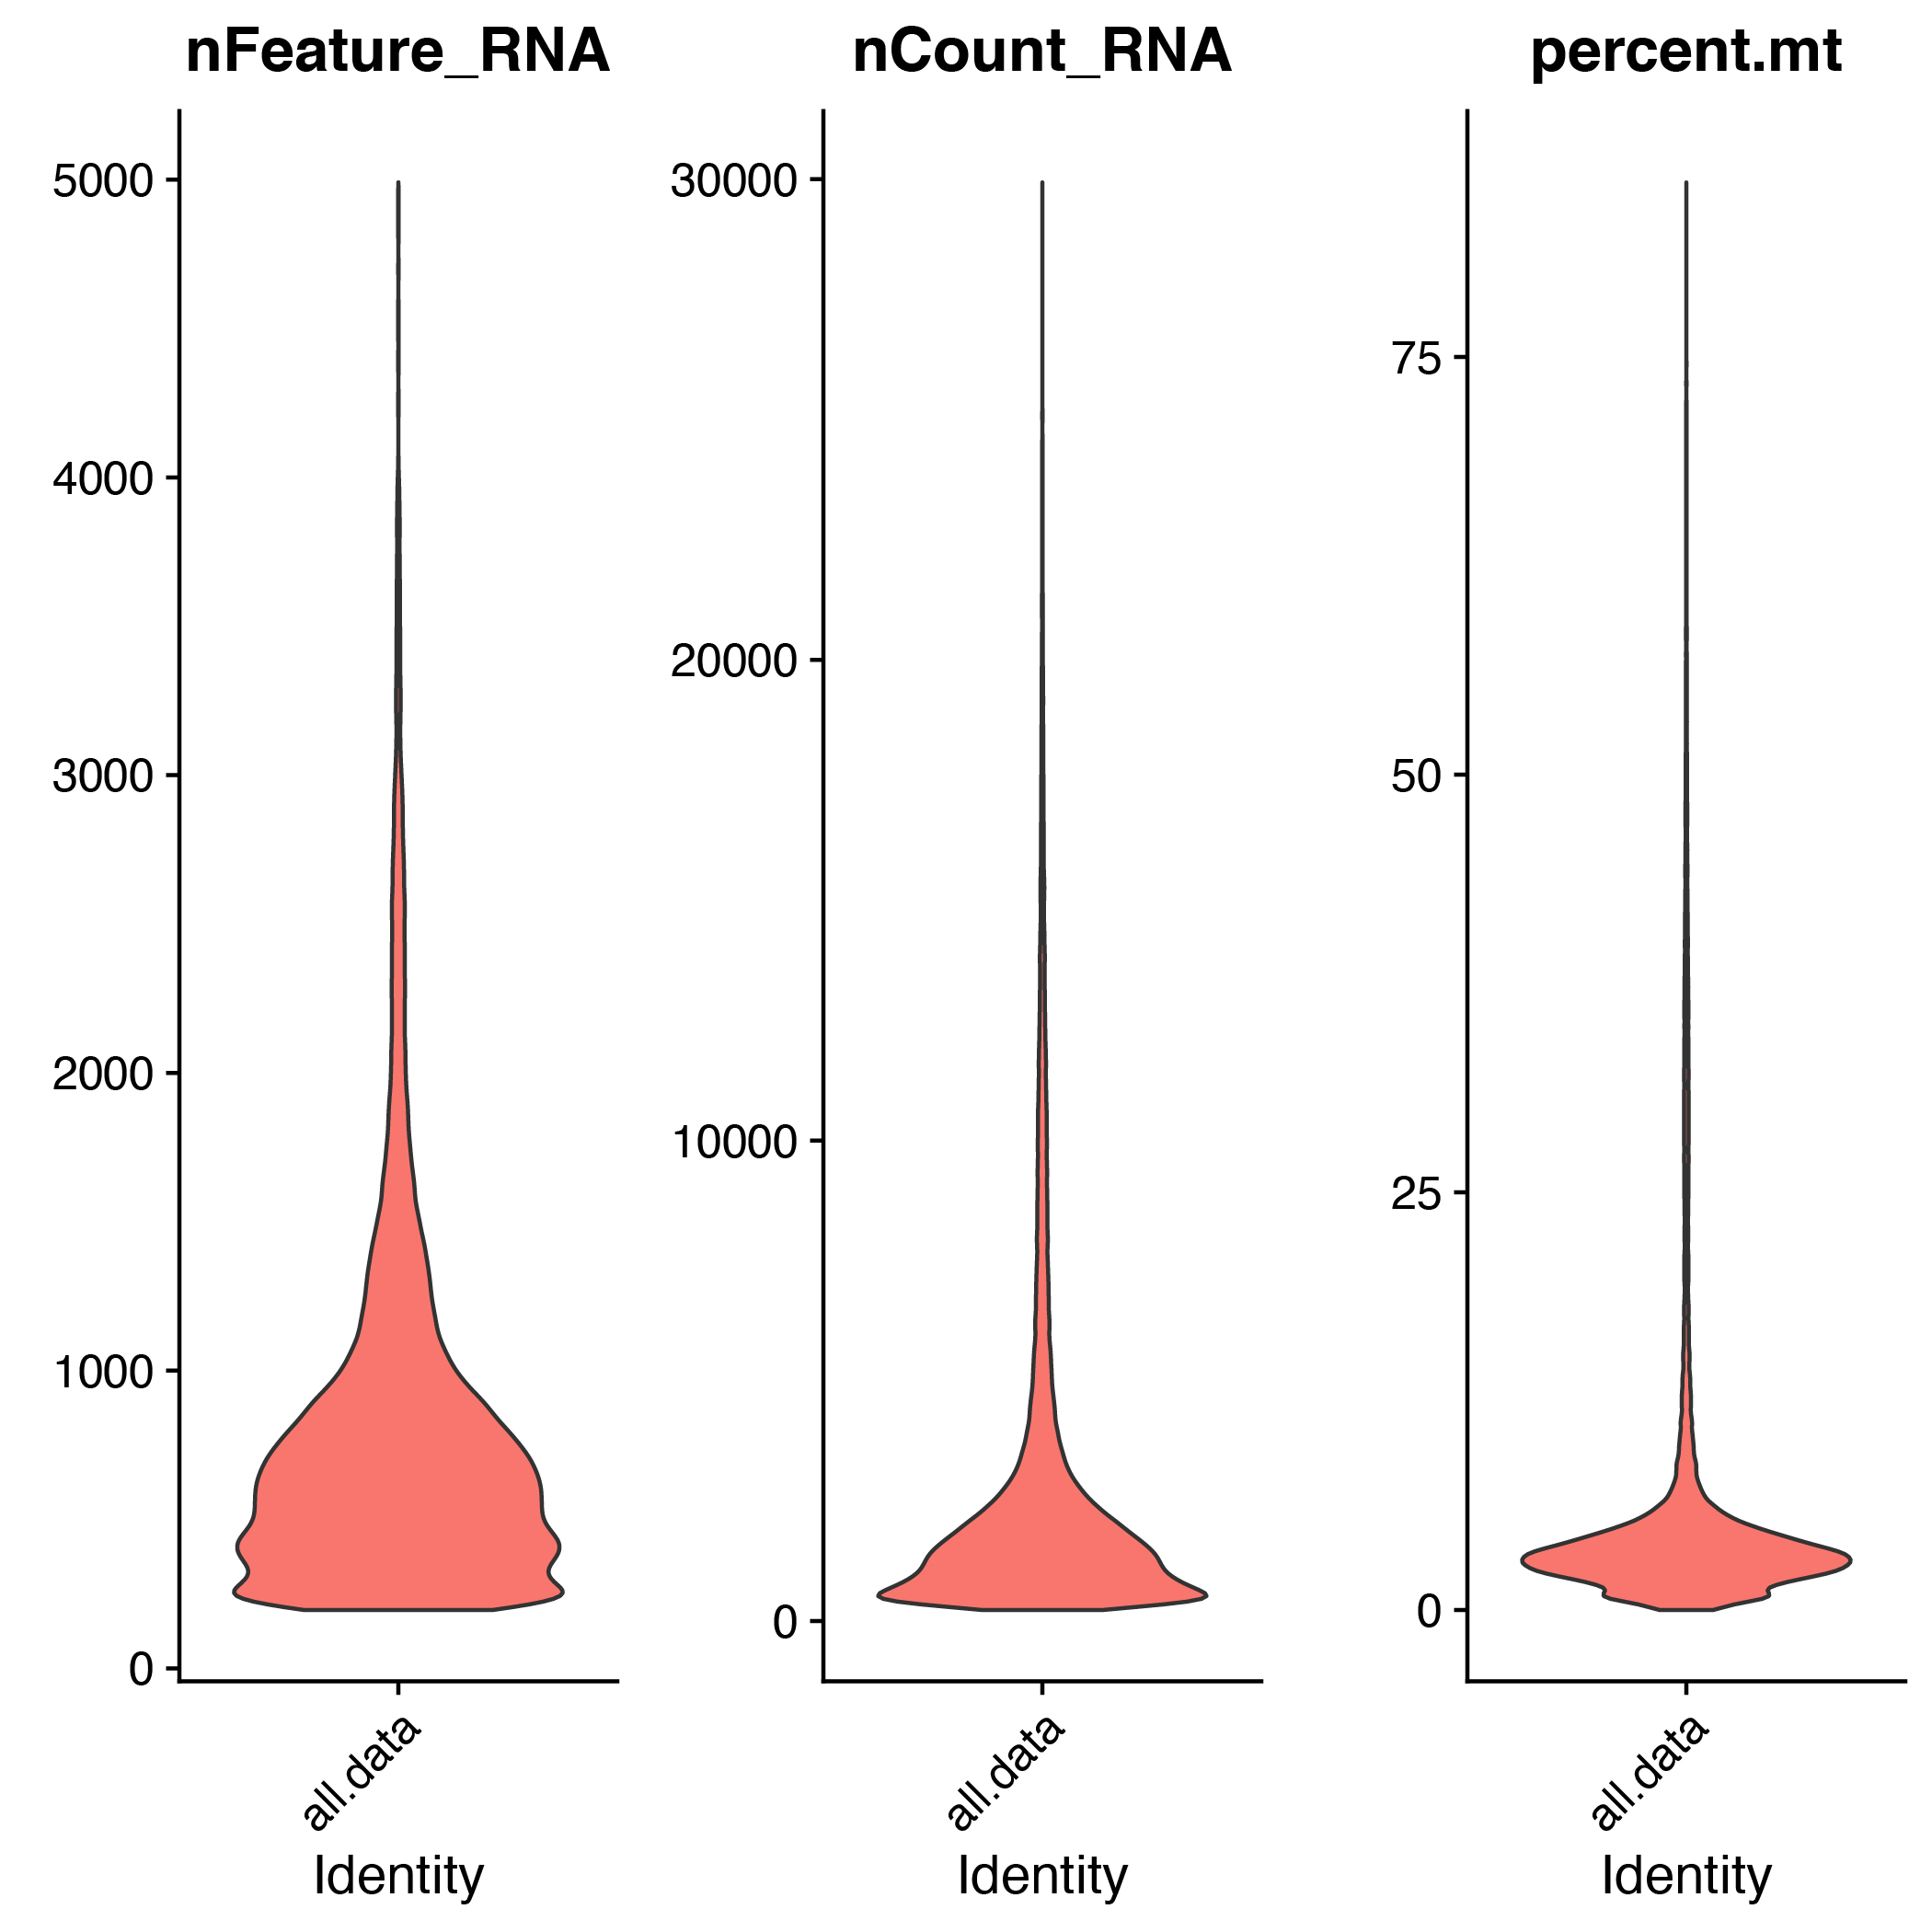 nFeature_RNA
5000
4000
3000
2000
1000
0
all.data
Identity
nCount_RNA
30000
20000
10000
0
all.data
Identity
percent.mt
75
50
25
0
all.data
Identity